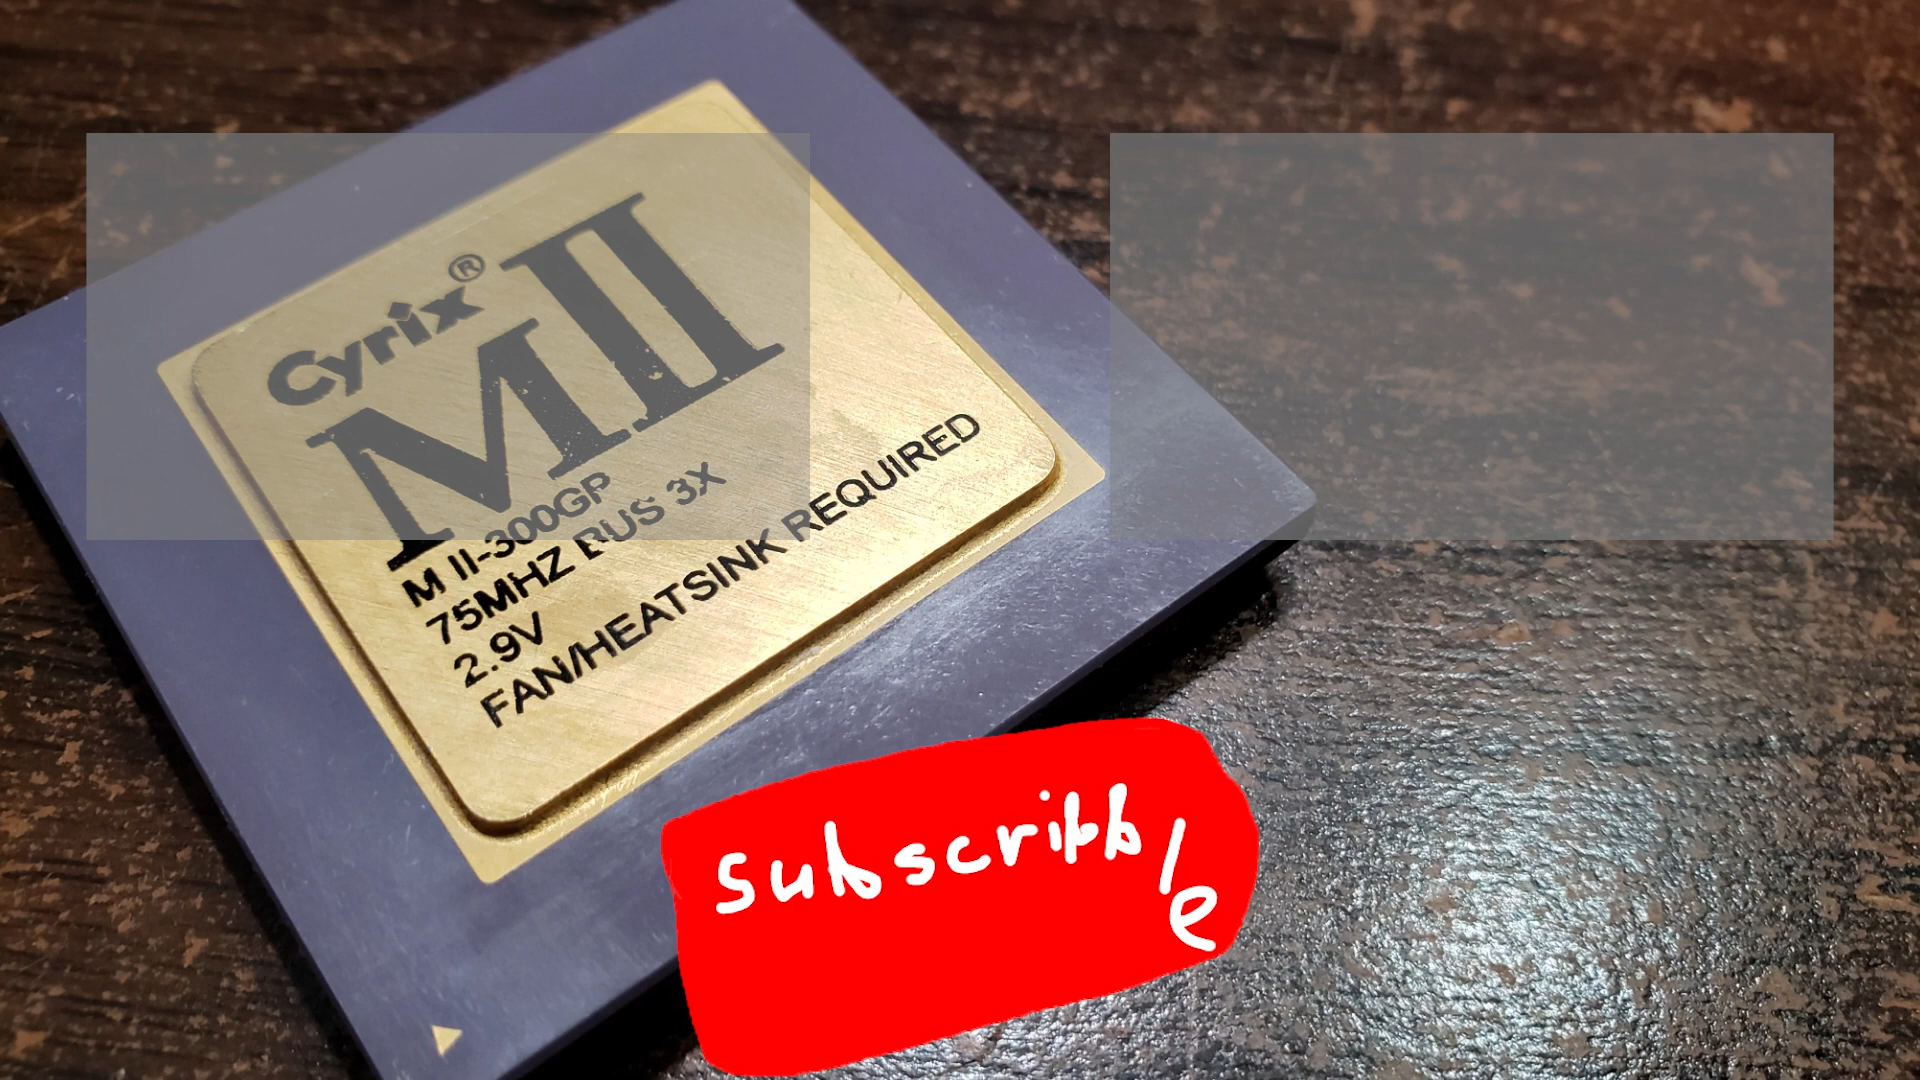 Cyrix®
MII
M II-300GP
75MHZ BUS 3X
2.9V
FAN/HEATSINK REQUIRED
subscribble